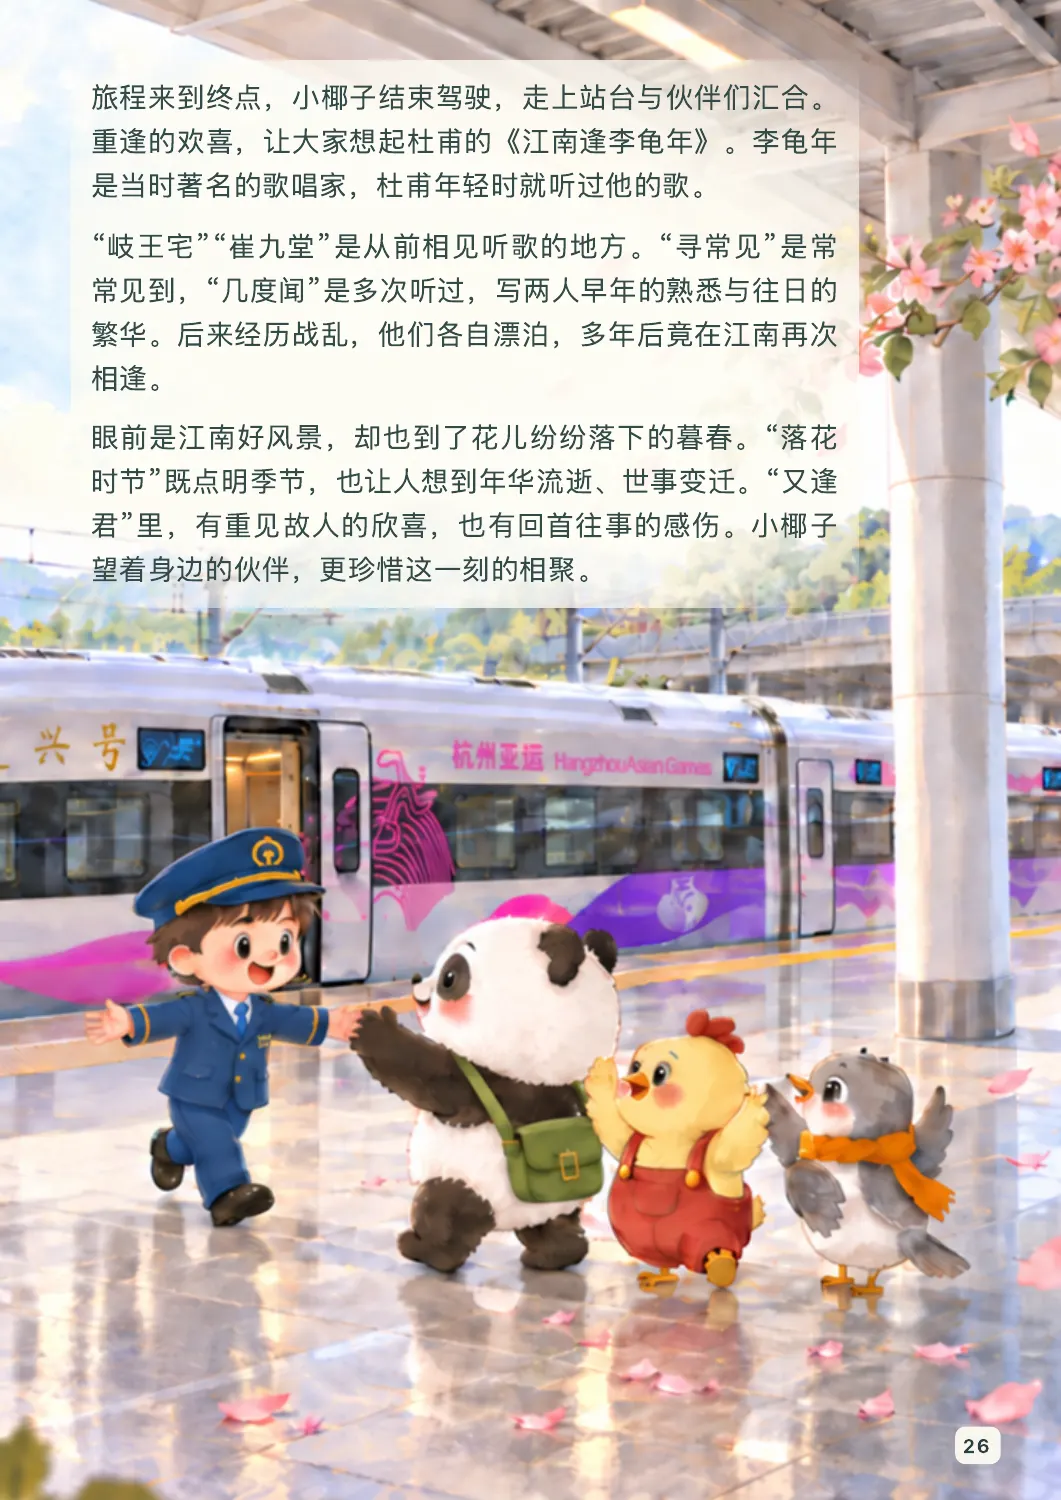 旅程来到终点，小椰子结束驾驶，走上站台与伙伴们汇合。
重逢的欢喜，让大家想起杜甫的《江南逢李龟年》。李龟年
是当时著名的歌唱家，杜甫年轻时就听过他的歌。
“岐王宅”“崔九堂”是从前相见听歌的地方。“寻常见”是常
常见到，“几度闻”是多次听过，写两人早年的熟悉与往日的
繁华。后来经历战乱，他们各自漂泊，多年后竟在江南再次
相逢。
眼前是江南好风景，却也到了花儿纷纷落下的暮春。“落花
时节”既点明季节，也让人想到年华流逝、世事变迁。“又逢
君”里，有重见故人的欣喜，也有回首往事的感伤。小椰子
望着身边的伙伴，更珍惜这一刻的相聚。
兴号
杭州亚运 HangzhouAsianGames
26